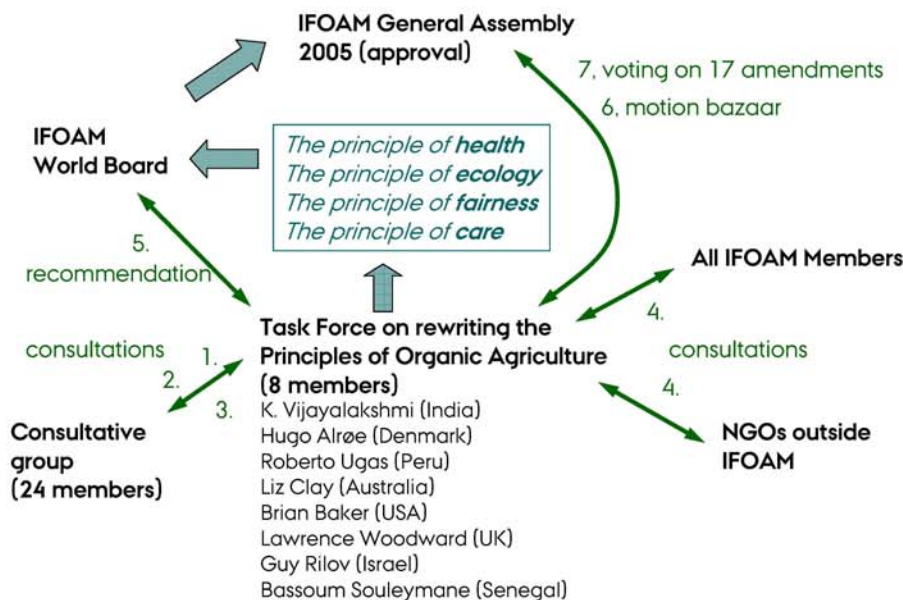 IFOAM General Assembly
2005 (approval)
7, voting on 17 amendments
6, motion bazaar
IFOAM
World Board
The principle of health
The principle of ecology
The principle of fairness
The principle of care
5.
recommendation
All IFOAM Members
4.
consultations
4.
NGOs outside
IFOAM
consultations
1.
2.
3.
Consultative
group
(24 members)
Task Force on rewriting the
Principles of Organic Agriculture
(8 members)
K. Vijayalakshmi (India)
Hugo Alrøe (Denmark)
Roberto Ugas (Peru)
Liz Clay (Australia)
Brian Baker (USA)
Lawrence Woodward (UK)
Guy Rilov (Israel)
Bassoum Souleymane (Senegal)